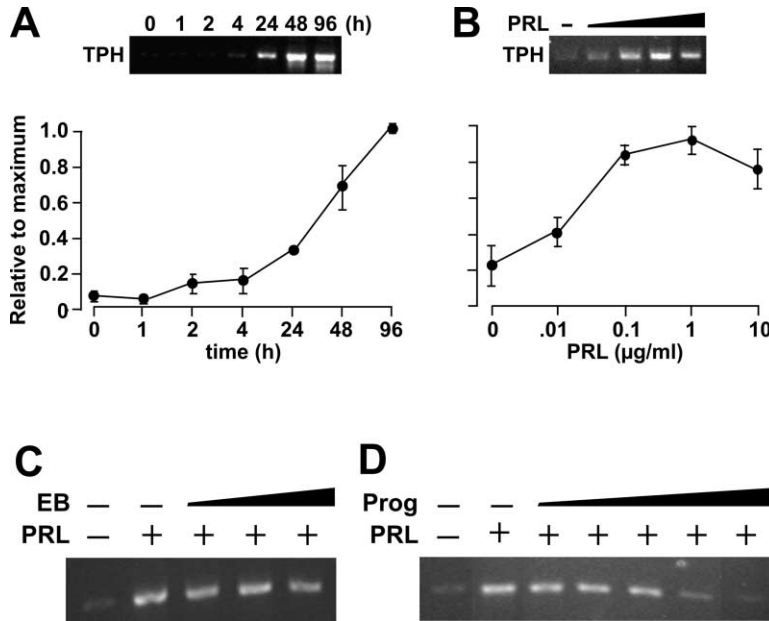 A
0 1 2 4 24 48 96 (h)
TPH
Relative to maximum
1.0
0.8
0.6
0.4
0.2
0
0 1 2 4 24 48 96
time (h)
B
PRL –
TPH
0 .01 0.1 1 10
PRL (µg/ml)
C
EB — —
PRL — + + + +
D
Prog — —
PRL — + + + + + +